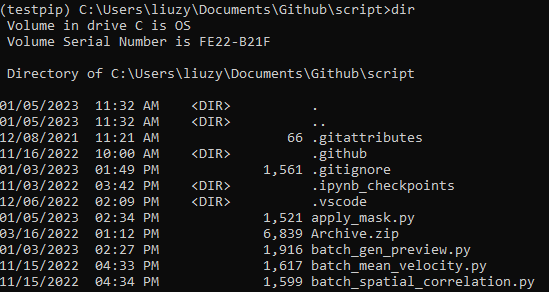 (testpip) C:\Users\liuzy\Documents\Github\script>dir
Volume in drive C is OS
Volume Serial Number is FE22-B21F
Directory of C:\Users\liuzy\Documents\Github\script
01/05/2023 11:32 AM <DIR> .
01/05/2023 11:32 AM <DIR> ..
12/08/2021 11:21 AM 66 .gitattributes
11/16/2022 10:00 AM <DIR> .github
01/03/2023 01:49 PM 1,561 .gitignore
11/03/2022 03:42 PM <DIR> .ipynb_checkpoints
12/06/2022 02:09 PM <DIR> .vscode
01/05/2023 02:34 PM 1,521 apply_mask.py
03/16/2022 01:12 PM 6,839 Archive.zip
01/03/2023 02:27 PM 1,916 batch_gen_preview.py
11/15/2022 04:33 PM 1,617 batch_mean_velocity.py
11/15/2022 04:34 PM 1,599 batch_spatial_correlation.py